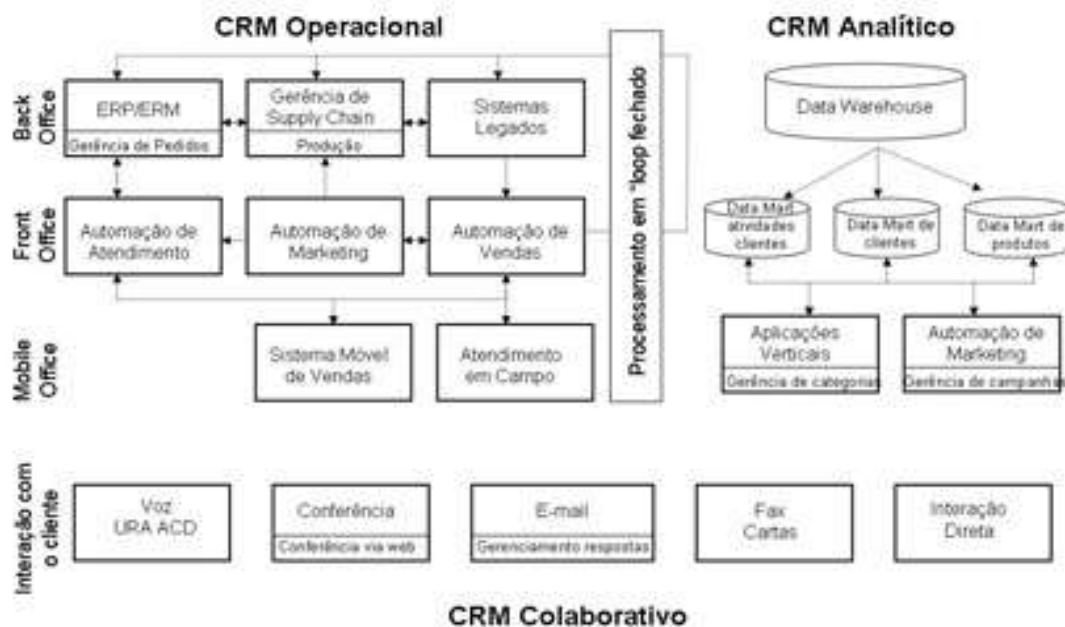 CRM Operacional
CRM Analítico
Back
Office
ERP/ERM
Gerência de Pedidos
Gerência de
Supply Chain
Produção
Sistemas
Legados
Front
Office
Automação de
Atendimento
Automação de
Marketing
Automação de
Vendas
Mobile
Office
Sistema Móvel
de Vendas
Atendimento
em Campo
Processamento em "loop fechado
Data Warehouse
Data Mart
atividades
clientes
Data Mart de
clientes
Data Mart de
produtos
Aplicações
Verticais
Gerência de categorias
Automação de
Marketing
Gerência de campanhas
Interação com
o cliente
Voz
URA ACD
Conferência
Conferência via web
E-mail
Gerenciamento respostas
Fax
Cartas
Interação
Direta
CRM Colaborativo